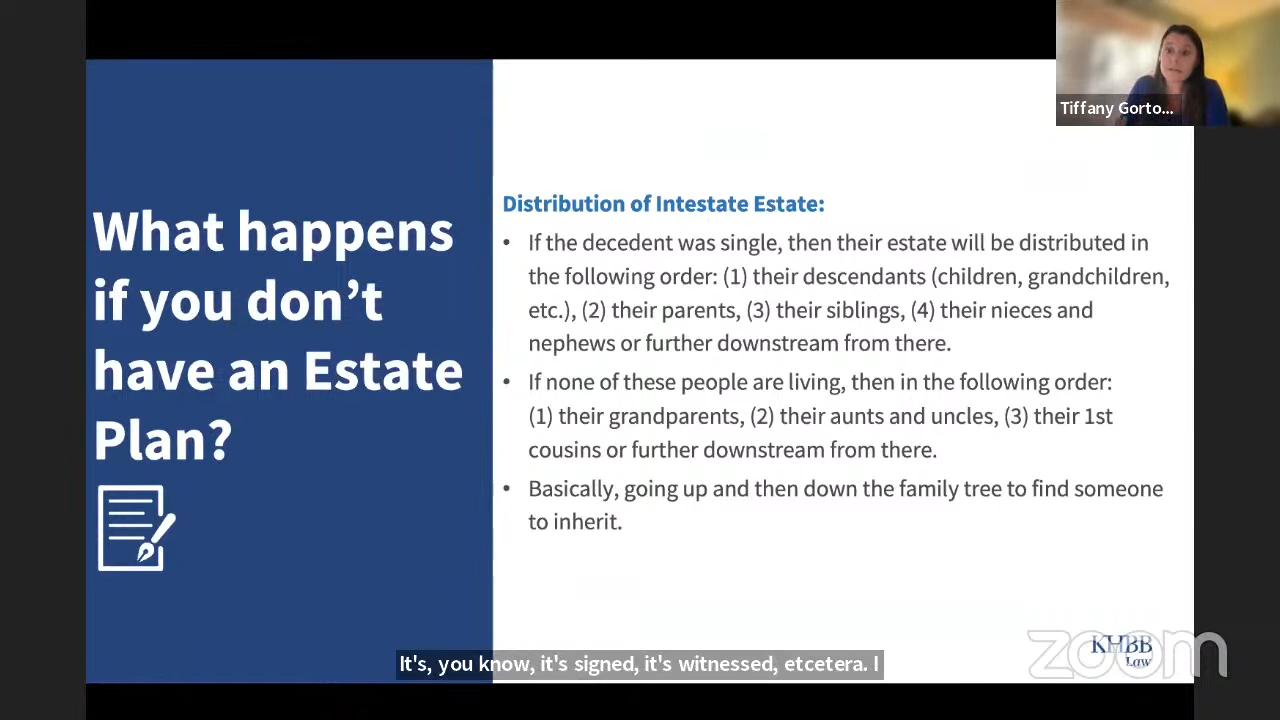 Tiffany Gorto...
What happens
if you don’t
have an Estate
Plan?
Distribution of Intestate Estate:
• If the decedent was single, then their estate will be distributed in
the following order: (1) their descendants (children, grandchildren,
etc.), (2) their parents, (3) their siblings, (4) their nieces and
nephews or further downstream from there.
• If none of these people are living, then in the following order:
(1) their grandparents, (2) their aunts and uncles, (3) their 1st
cousins or further downstream from there.
• Basically, going up and then down the family tree to find someone
to inherit.
KHBB
Law
zoom
It's, you know, it's signed, it's witnessed, etcetera. I